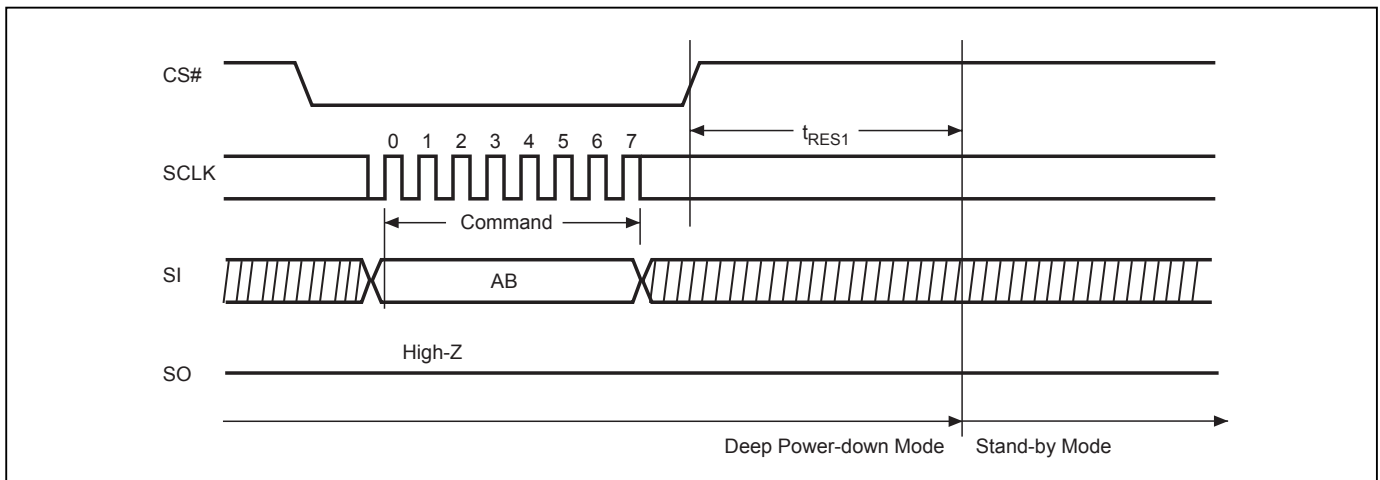 CS#
tRES1
0 1 2 3 4 5 6 7
SCLK
Command
SI
AB
High-Z
SO
Deep Power-down Mode
Stand-by Mode